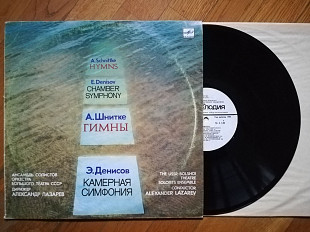 A. Schnittke
HYMNS
E. Denisov
CHAMBER
SYMPHONY
А. Шнитке
ГИМНЫ
Э. Денисов
КАМЕРНАЯ
СИМФОНИЯ
АНСАМБЛЬ СОЛИСТОВ
ОРКЕСТРА
БОЛЬШОГО ТЕАТРА СССР
ДИРИЖЕР
АЛЕКСАНДР ЛАЗАРЕВ
THE USSR BOLSHOI
THEATRE
SOLOISTS ENSEMBLE
CONDUCTOR
ALEXANDER LAZAREV